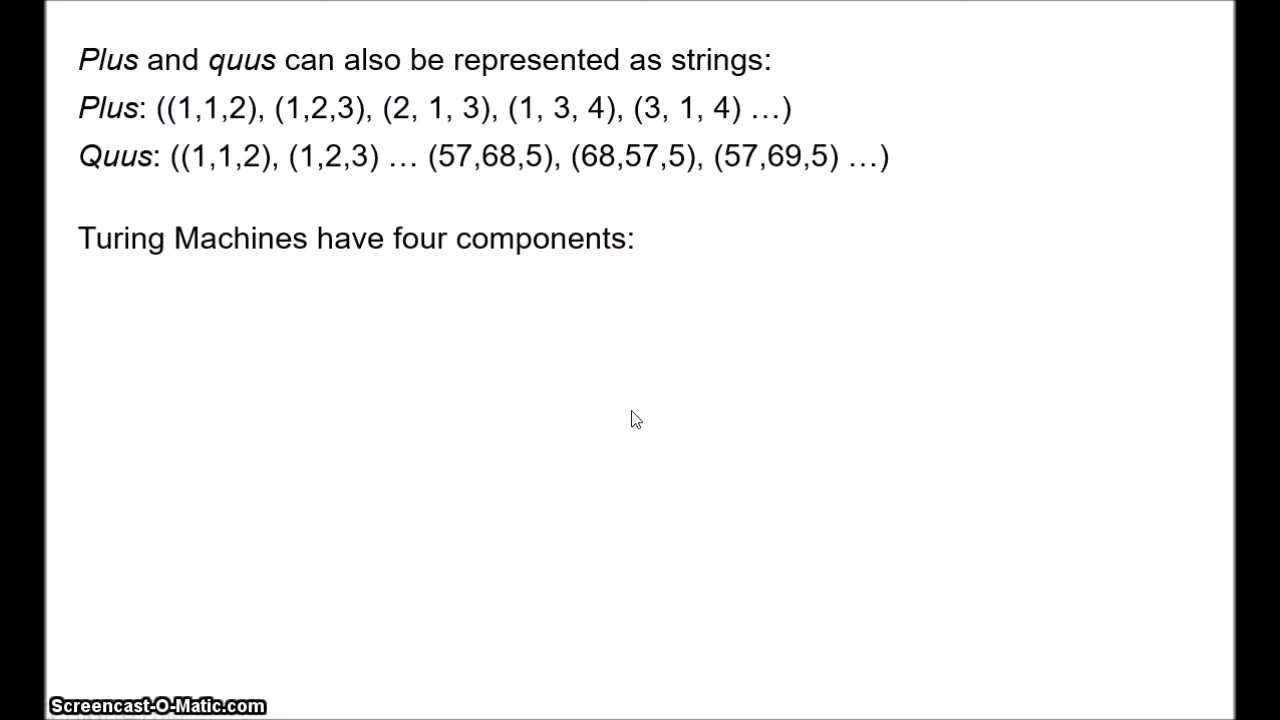 Plus and quus can also be represented as strings:
Plus: ((1,1,2), (1,2,3), (2, 1, 3), (1, 3, 4), (3, 1, 4) …)
Quus: ((1,1,2), (1,2,3) … (57,68,5), (68,57,5), (57,69,5) …)
Turing Machines have four components:
Screencast-O-Matic.com